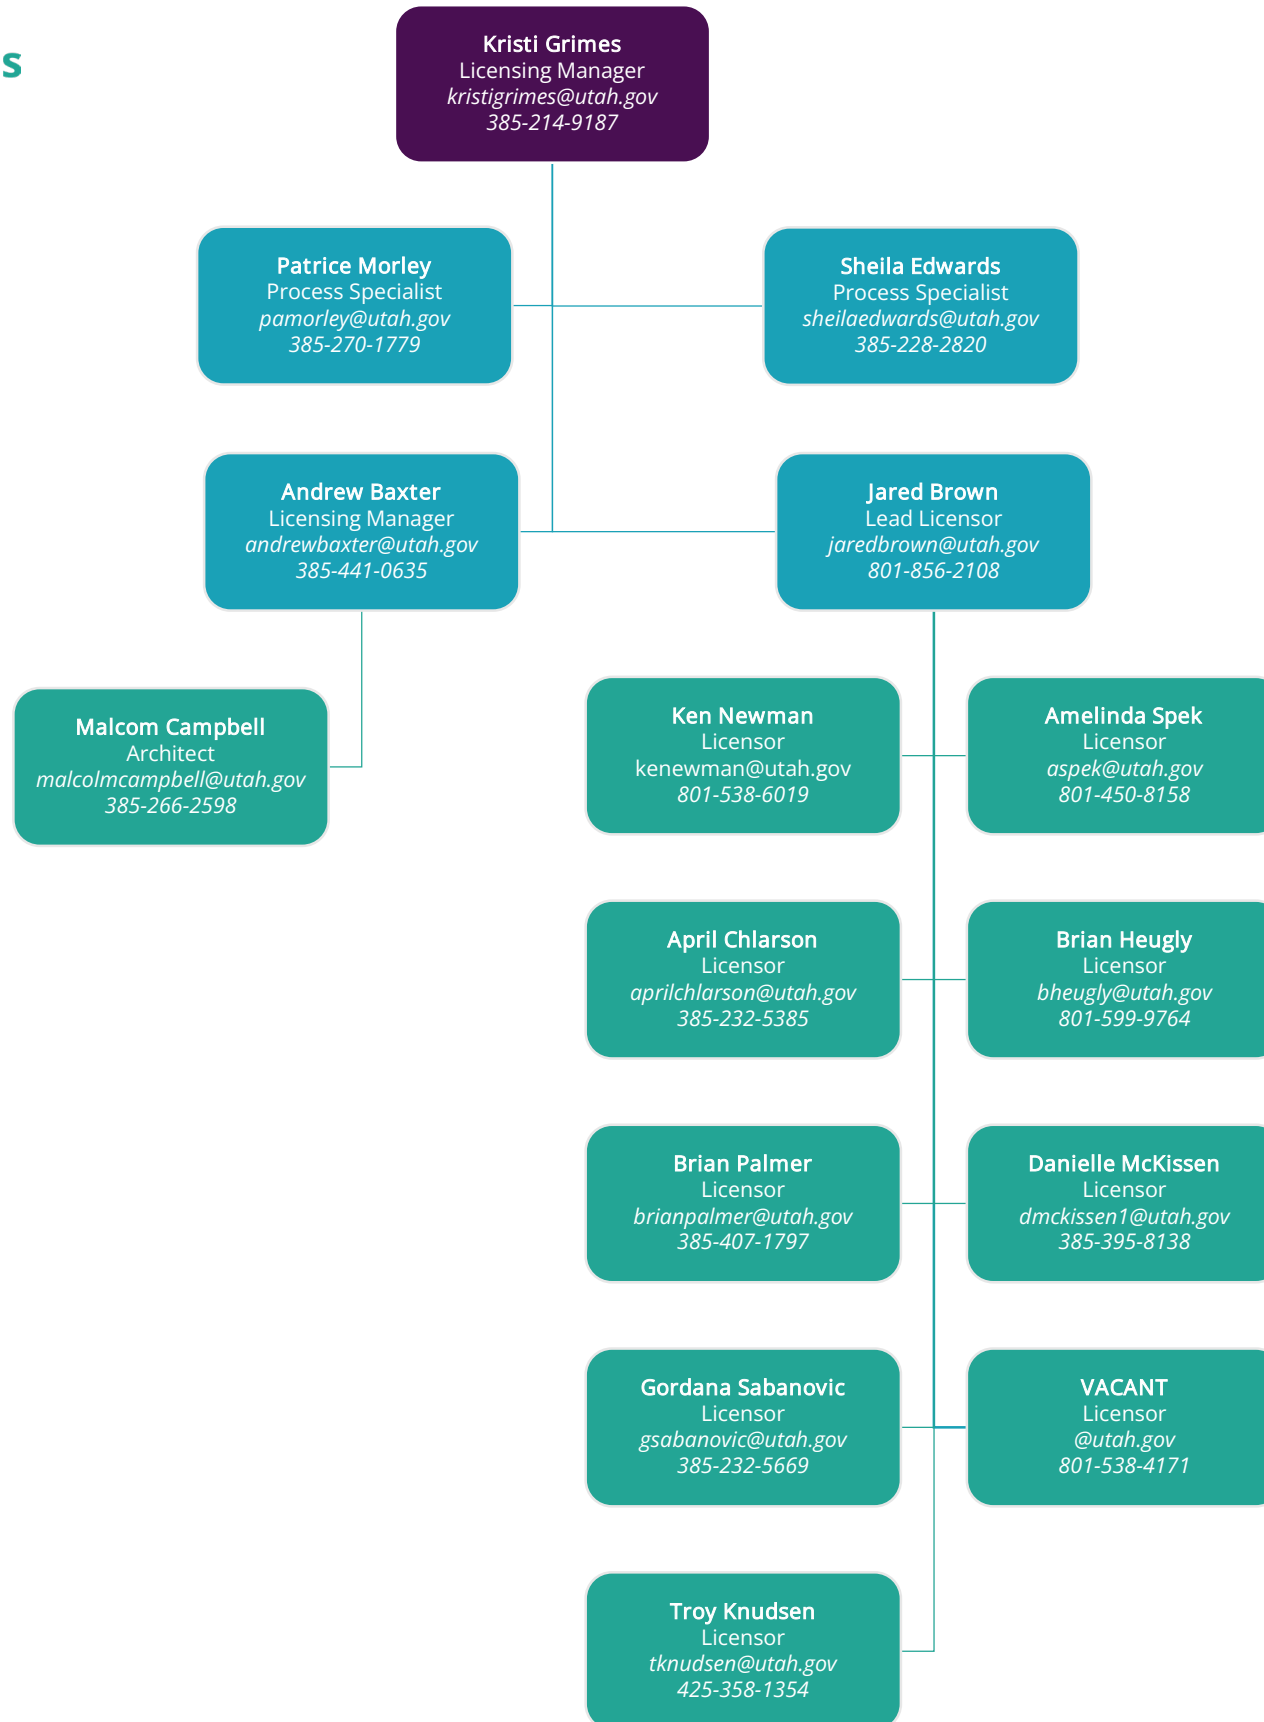 s
Kristi Grimes
Licensing Manager
kristigrimes@utah.gov
385-214-9187
Patrice Morley
Process Specialist
pamorley@utah.gov
385-270-1779
Sheila Edwards
Process Specialist
sheilaedwards@utah.gov
385-228-2820
Andrew Baxter
Licensing Manager
andrewbaxter@utah.gov
385-441-0635
Jared Brown
Lead Licensor
jaredbrown@utah.gov
801-856-2108
Malcom Campbell
Architect
malcolmcampbell@utah.gov
385-266-2598
Ken Newman
Licensor
kenewman@utah.gov
801-538-6019
Amelinda Spek
Licensor
aspek@utah.gov
801-450-8158
April Chlarson
Licensor
aprilchlarson@utah.gov
385-232-5385
Brian Heugly
Licensor
bheugly@utah.gov
801-599-9764
Brian Palmer
Licensor
brianpalmer@utah.gov
385-407-1797
Danielle McKissen
Licensor
dmckissen1@utah.gov
385-395-8138
Gordana Sabanovic
Licensor
gsabanovic@utah.gov
385-232-5669
VACANT
Licensor
@utah.gov
801-538-4171
Troy Knudsen
Licensor
tknudsen@utah.gov
425-358-1354